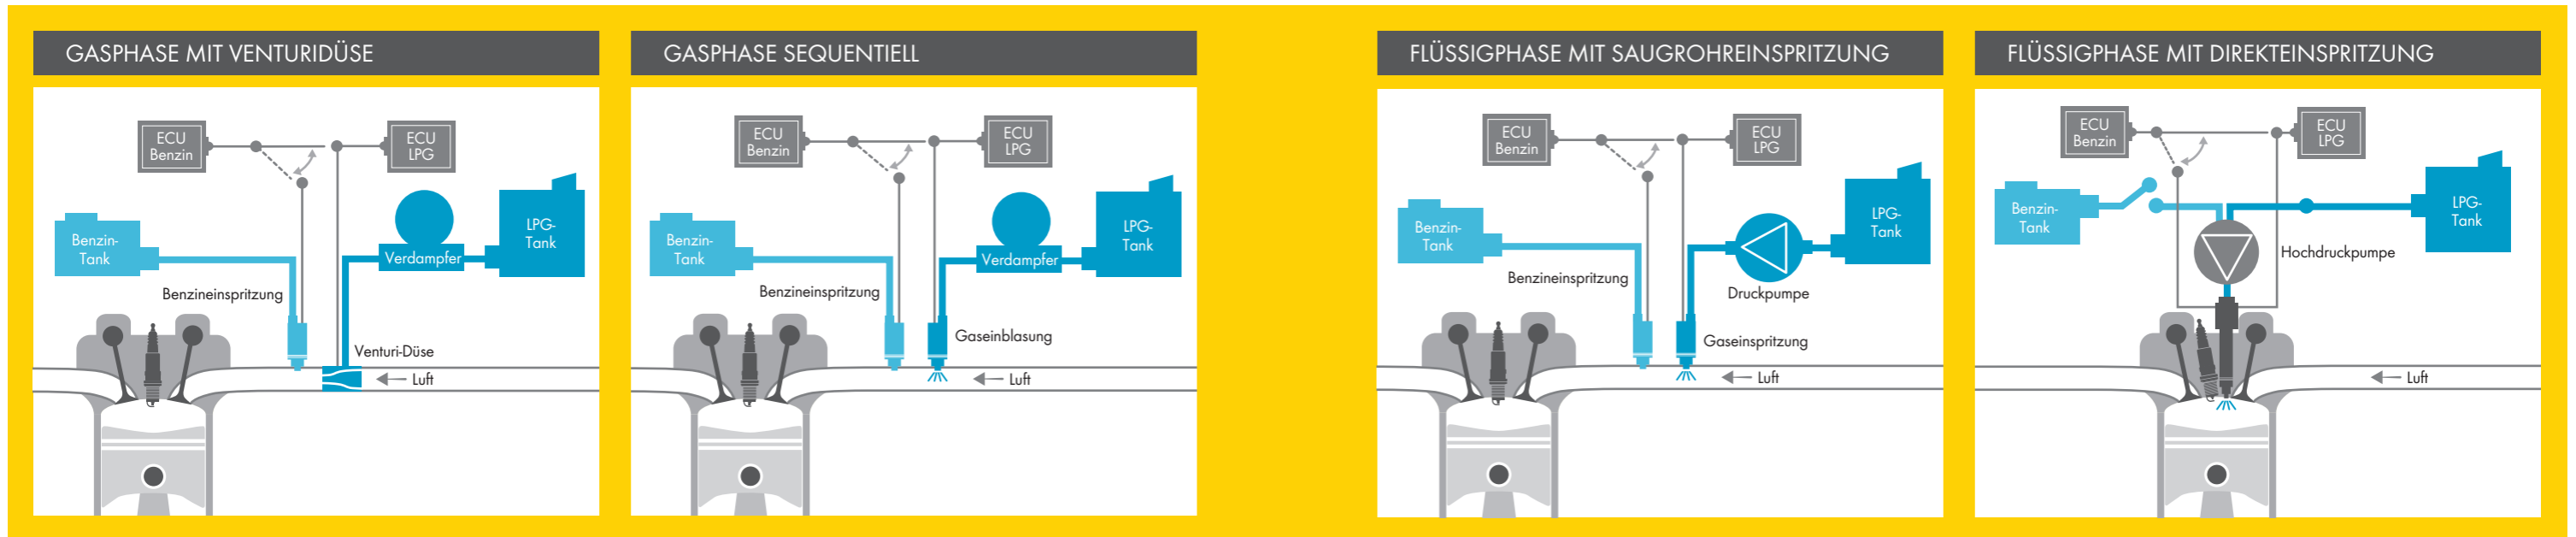 GASPHASE MIT VENTURIDÜSE
ECU
Benzin
ECU
LPG
Benzin-
Tank
LPG-
Tank
Verdampfer
Benzineinspritzung
Venturi-Düse
Luft
GASPHASE SEQUENTIELL
ECU
Benzin
ECU
LPG
Benzin-
Tank
LPG-
Tank
Verdampfer
Benzineinspritzung
Gaseinblasung
Luft
FLÜSSIGPHASE MIT SAUGROHREINSPRITZUNG
ECU
Benzin
ECU
LPG
Benzin-
Tank
LPG-
Tank
Benzineinspritzung
Druckpumpe
Gaseinspritzung
Luft
FLÜSSIGPHASE MIT DIREKTEINSPRITZUNG
ECU
Benzin
ECU
LPG
Benzin-
Tank
LPG-
Tank
Hochdruckpumpe
Luft